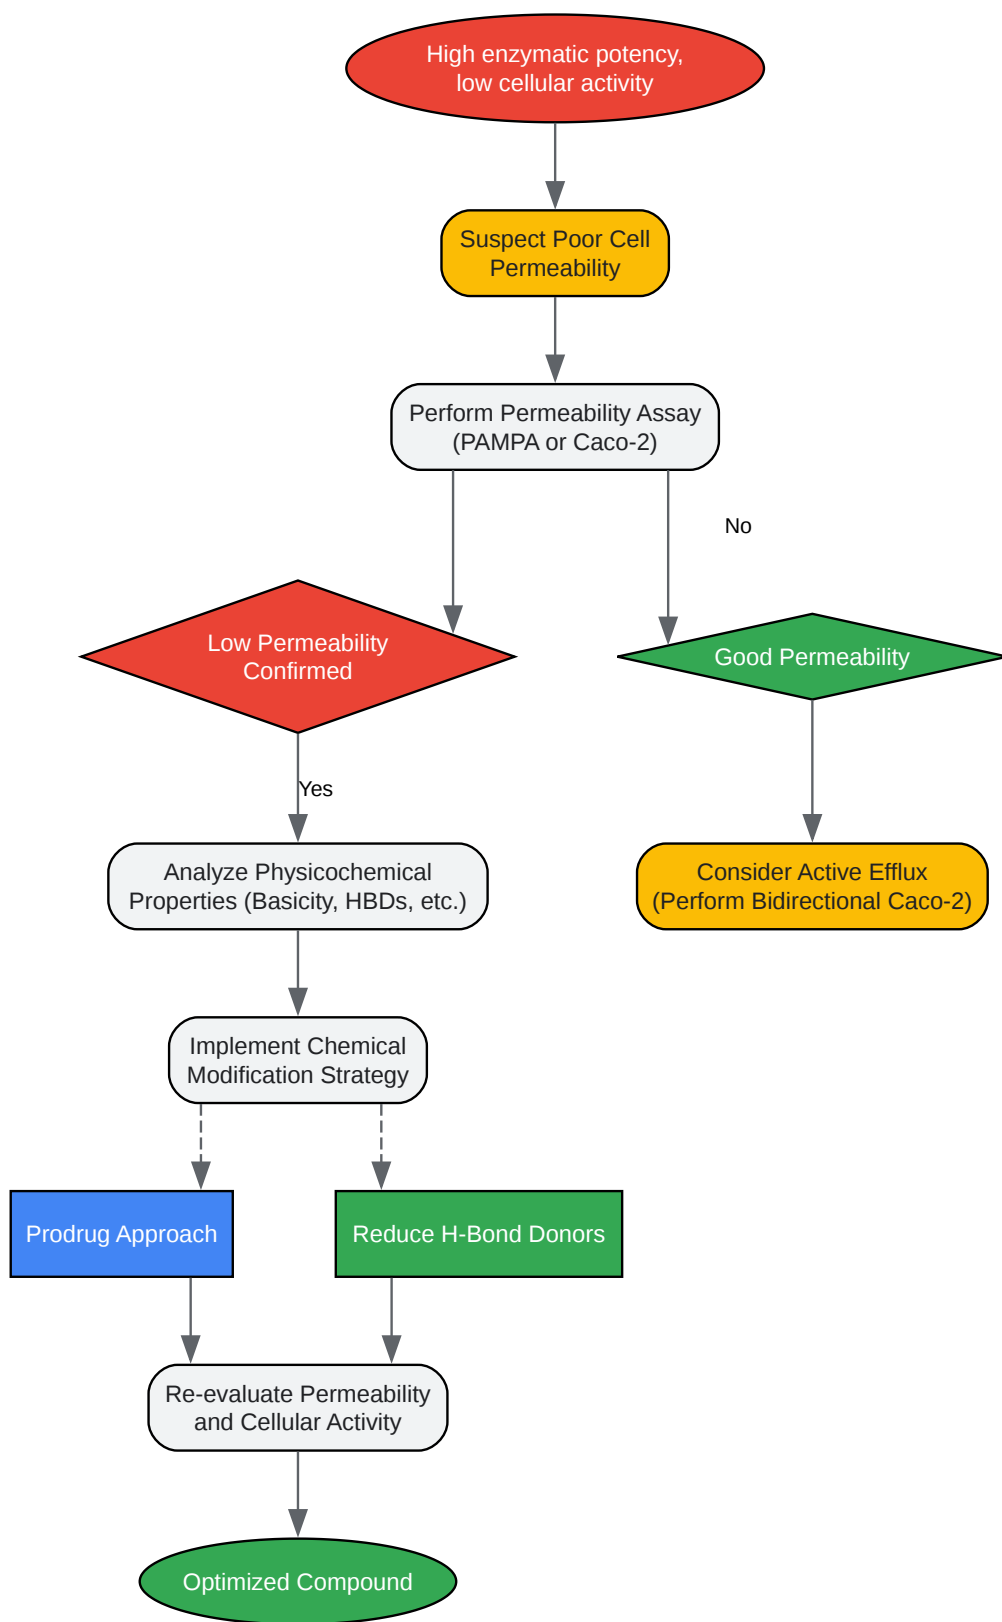 High enzymatic potency,
low cellular activity
Suspect Poor Cell
Permeability
Perform Permeability Assay
(PAMPA or Caco-2)
No
Low Permeability
Confirmed
Good Permeability
Yes
Analyze Physicochemical
Properties (Basicity, HBDs, etc.)
Consider Active Efflux
(Perform Bidirectional Caco-2)
Implement Chemical
Modification Strategy
Prodrug Approach
Reduce H-Bond Donors
Re-evaluate Permeability
and Cellular Activity
Optimized Compound